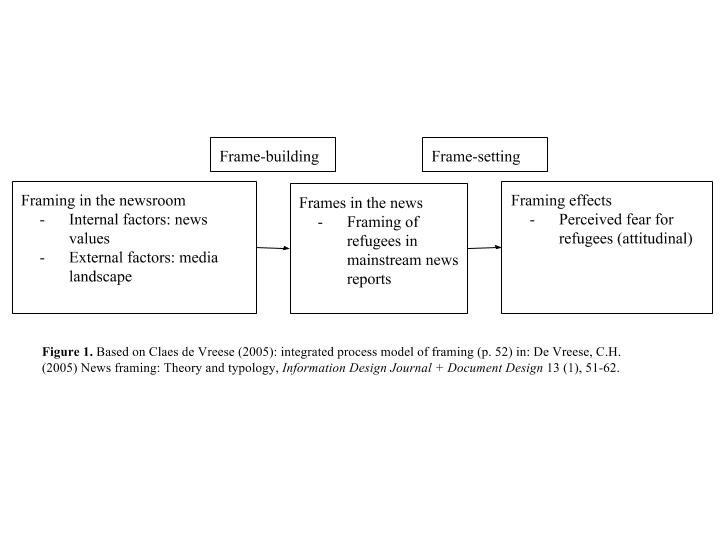 Frame-building
Frame-setting
Framing in the newsroom
- Internal factors: news
values
- External factors: media
landscape
Frames in the news
- Framing of
refugees in
mainstream news
reports
Framing effects
- Perceived fear for
refugees (attitudinal)
Figure 1. Based on Claes de Vreese (2005): integrated process model of framing (p. 52) in: De Vreese, C.H.
(2005) News framing: Theory and typology, Information Design Journal + Document Design 13 (1), 51-62.